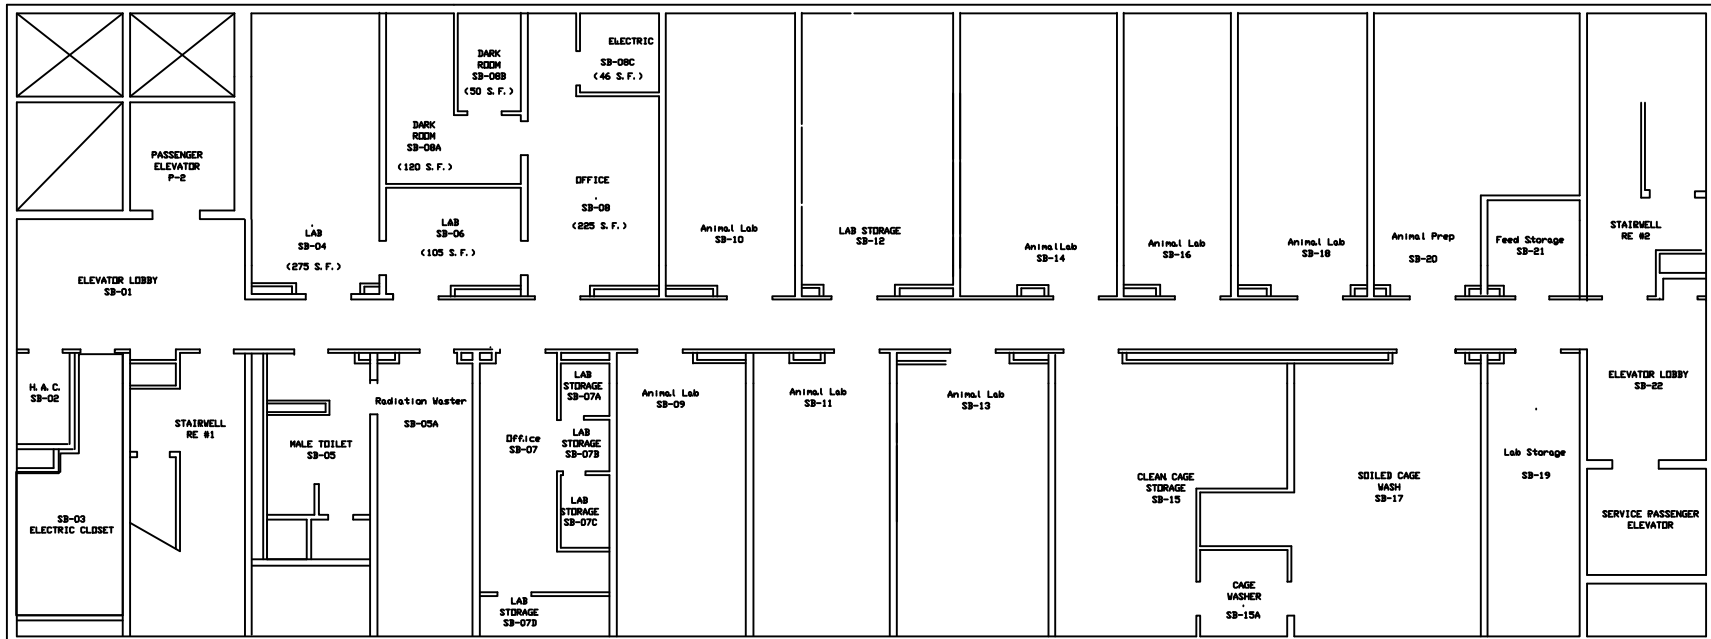 DARK
ROOM
SB-08B
(50 S.F.)
ELECTRIC
SB-08C
(46 S.F.)
DARK
ROOM
SB-08A
(120 S.F.)
PASSENGER
ELEVATOR
P-2
OFFICE
SB-08
(225 S.F.)
LAB
SB-04
(275 S.F.)
LAB
SB-06
(105 S.F.)
Animal Lab
SB-10
LAB STORAGE
SB-12
AnimalLab
SB-14
Animal Lab
SB-16
Animal Lab
SB-18
Animal Prep
SB-20
Feed Storage
SB-21
STAIRWELL
RE #2
ELEVATOR LOBBY
SB-01
H.A.C.
SB-02
STAIRWELL
RE #1
MALE TOILET
SB-05
Radiation Waster
SB-05A
Office
SB-07
LAB
STORAGE
SB-07A
LAB
STORAGE
SB-07B
LAB
STORAGE
SB-07C
LAB
STORAGE
SB-07D
Animal Lab
SB-09
Animal Lab
SB-11
Animal Lab
SB-13
CLEAN CAGE
STORAGE
SB-15
SOILED CAGE
WASH
SB-17
Lab Storage
SB-19
ELEVATOR LOBBY
SB-22
SERVICE PASSENGER
ELEVATOR
SB-03
ELECTRIC CLOSET
CAGE
WASHER
SB-15A